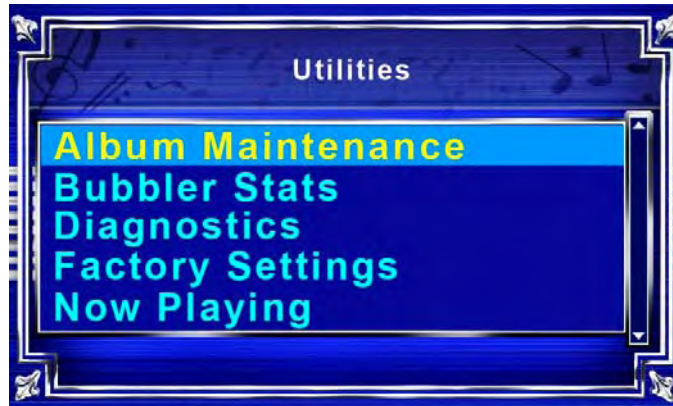 Utilities
Album Maintenance
Bubbler Stats
Diagnostics
Factory Settings
Now Playing